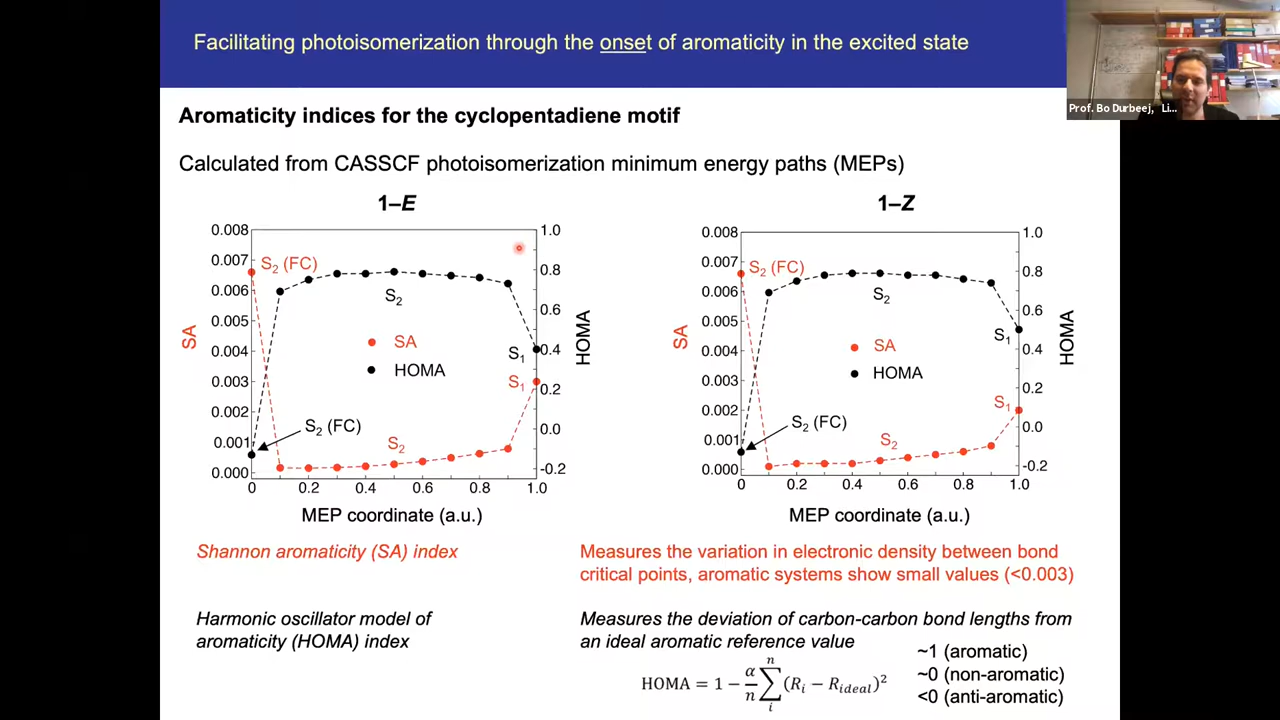 Facilitating photoisomerization through the onset of aromaticity in the excited state
Prof. Bo Durbeej, Li...
Aromaticity indices for the cyclopentadiene motif
Calculated from CASSCF photoisomerization minimum energy paths (MEPs)
1–E
0.008
0.007
0.006
0.005
0.004
0.003
0.002
0.001
0.000
SA
1.0
0.8
0.6
0.4
0.2
0.0
-0.2
HOMA
S2 (FC)
S2
SA
HOMA
S1
S1
S2 (FC)
S2
0 0.2 0.4 0.6 0.8 1.0
MEP coordinate (a.u.)
1–Z
0.008
0.007
0.006
0.005
0.004
0.003
0.002
0.001
0.000
SA
1.0
0.8
0.6
0.4
0.2
0.0
-0.2
HOMA
S2 (FC)
S2
SA
HOMA
S1
S1
S2 (FC)
S2
0 0.2 0.4 0.6 0.8 1.0
MEP coordinate (a.u.)
Shannon aromaticity (SA) index
Measures the variation in electronic density between bond
critical points, aromatic systems show small values (<0.003)
Harmonic oscillator model of
aromaticity (HOMA) index
Measures the deviation of carbon-carbon bond lengths from
an ideal aromatic reference value
HOMA = 1 − α/n ∑ i n (Ri − Rideal)²
~1 (aromatic)
~0 (non-aromatic)
<0 (anti-aromatic)